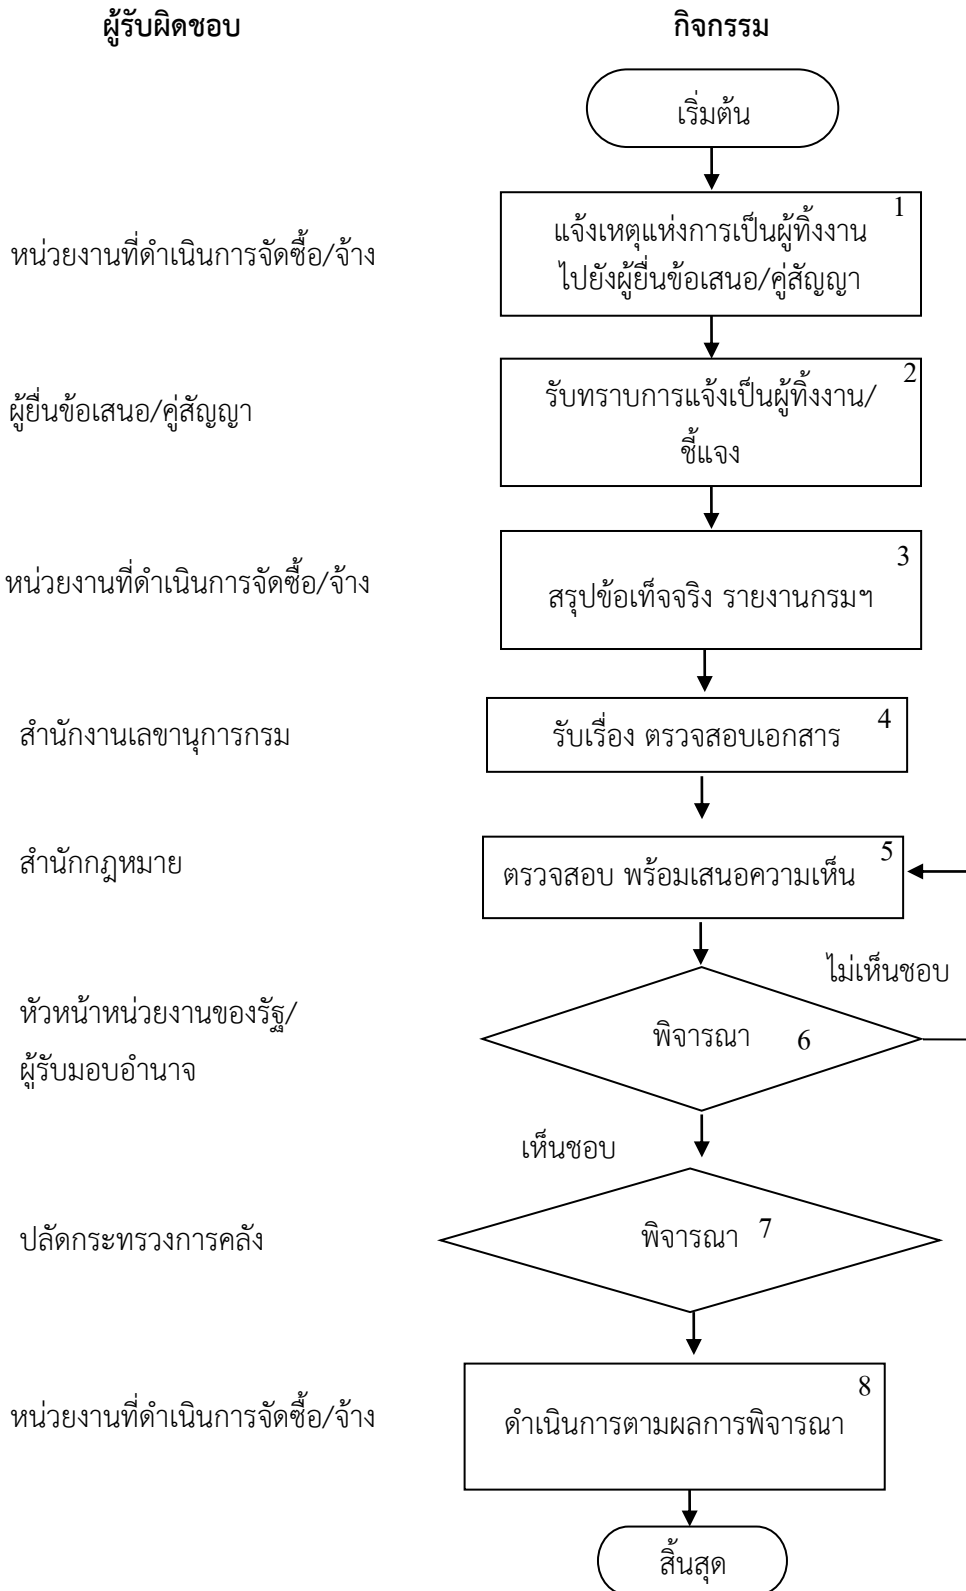 ผู้รับผิดชอบ กิจกรรม
เริ่มต้น
1
หน่วยงานที่ดำเนินการจัดซื้อ/จ้าง
แจ้งเหตุแห่งการเป็นผู้ทิ้งงาน
ไปยังผู้ยื่นข้อเสนอ/คู่สัญญา
2
ผู้ยื่นข้อเสนอ/คู่สัญญา
รับทราบการแจ้งเป็นผู้ทิ้งงาน/
ชี้แจง
3
หน่วยงานที่ดำเนินการจัดซื้อ/จ้าง
สรุปข้อเท็จจริง รายงานกรมฯ
4
สำนักงานเลขานุการกรม
รับเรื่อง ตรวจสอบเอกสาร
5
สำนักกฎหมาย
ตรวจสอบ พร้อมเสนอความเห็น
ไม่เห็นชอบ
หัวหน้าหน่วยงานของรัฐ/
ผู้รับมอบอำนาจ
พิจารณา 6
เห็นชอบ
ปลัดกระทรวงการคลัง
พิจารณา 7
8
หน่วยงานที่ดำเนินการจัดซื้อ/จ้าง
ดำเนินการตามผลการพิจารณา
สิ้นสุด